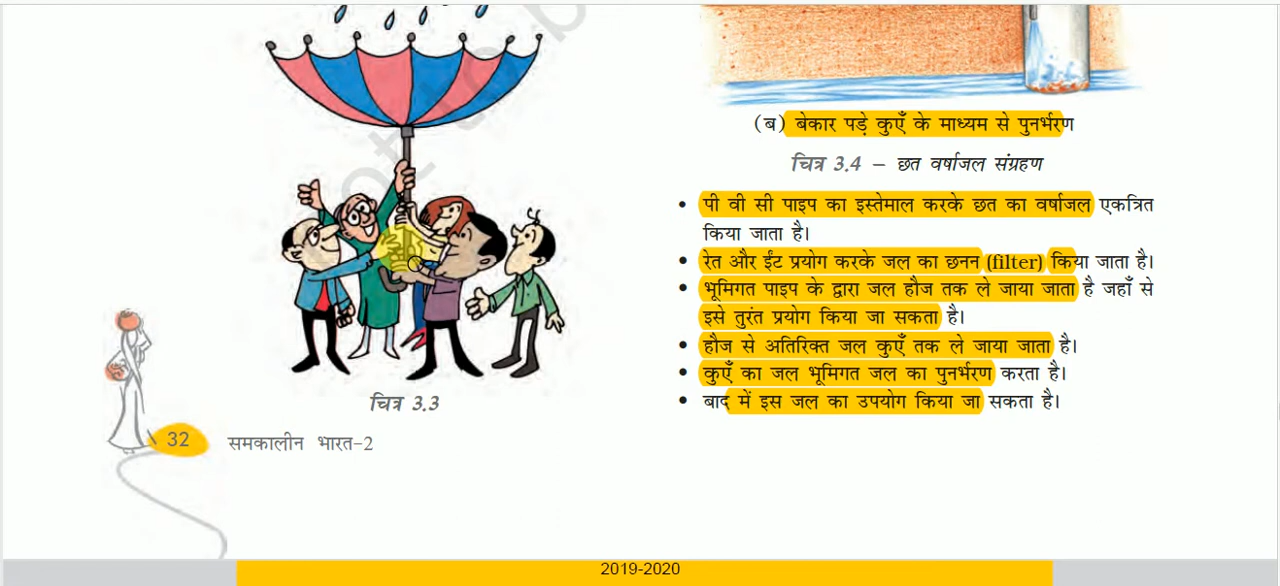 (ब) बेकार पड़े कुएँ के माध्यम से पुनर्भरण
चित्र 3.4 – छत वर्षाजल संग्रहण
• पी वी सी पाइप का इस्तेमाल करके छत का वर्षाजल एकत्रित
किया जाता है।
• रेत और ईंट प्रयोग करके जल का छनन (filter) किया जाता है।
• भूमिगत पाइप के द्वारा जल हौज तक ले जाया जाता है जहाँ से
इसे तुरंत प्रयोग किया जा सकता है।
• हौज से अतिरिक्त जल कुएँ तक ले जाया जाता है।
• कुएँ का जल भूमिगत जल का पुनर्भरण करता है।
• बाद में इस जल का उपयोग किया जा सकता है।
चित्र 3.3
32 समकालीन भारत-2
2019-2020